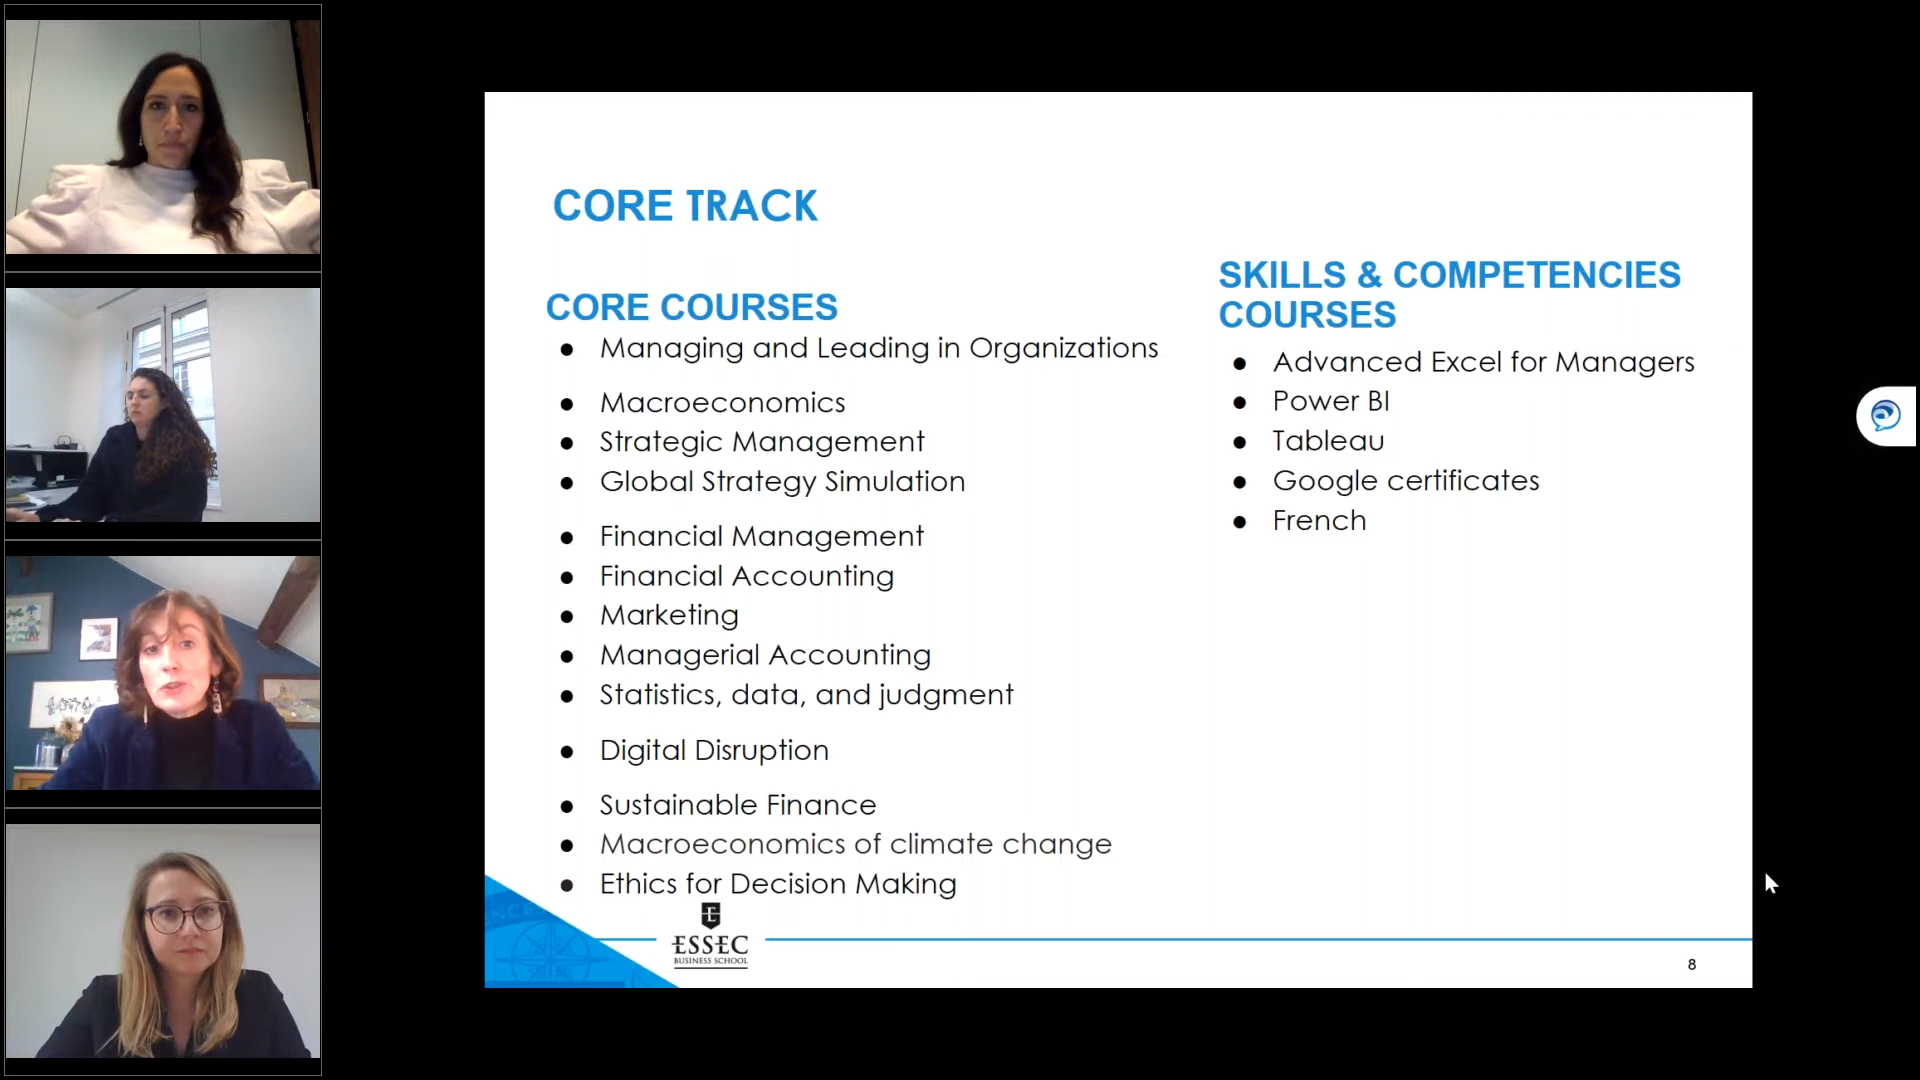 CORE TRACK
CORE COURSES
Managing and Leading in Organizations
Macroeconomics
Strategic Management
Global Strategy Simulation
Financial Management
Financial Accounting
Marketing
Managerial Accounting
Statistics, data, and judgment
Digital Disruption
Sustainable Finance
Macroeconomics of climate change
Ethics for Decision Making
SKILLS & COMPETENCIES
COURSES
Advanced Excel for Managers
Power BI
Tableau
Google certificates
French
ESSEC
BUSINESS SCHOOL
8